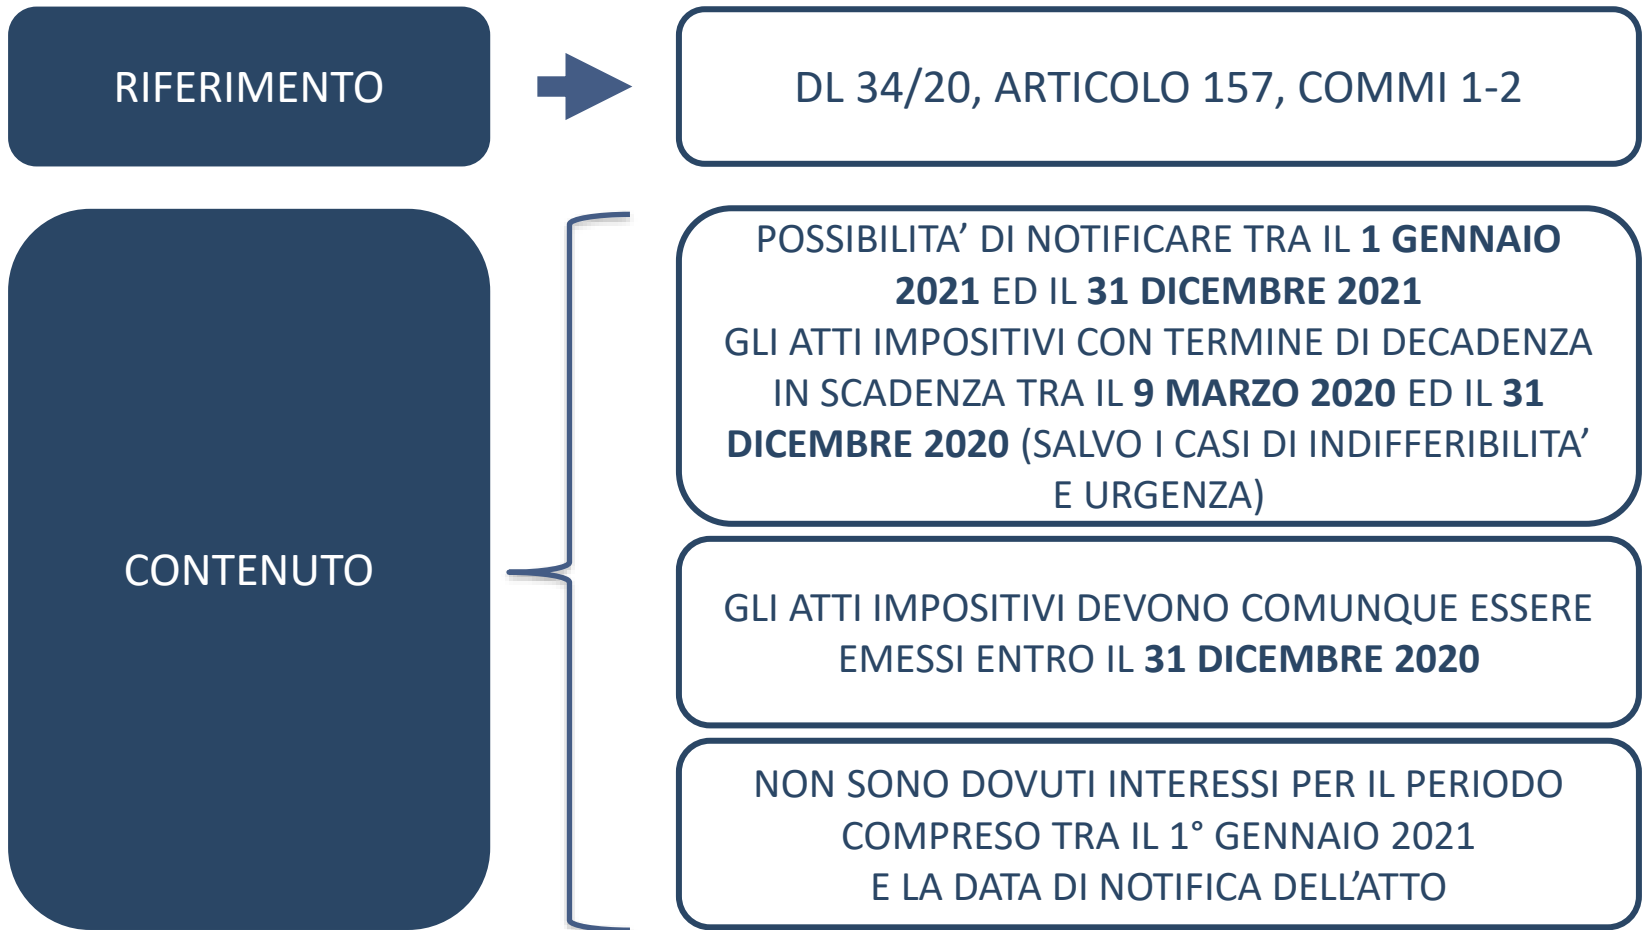 RIFERIMENTO
DL 34/20, ARTICOLO 157, COMMI 1-2
CONTENUTO
POSSIBILITA’ DI NOTIFICARE TRA IL 1 GENNAIO
2021 ED IL 31 DICEMBRE 2021
GLI ATTI IMPOSITIVI CON TERMINE DI DECADENZA
IN SCADENZA TRA IL 9 MARZO 2020 ED IL 31
DICEMBRE 2020 (SALVO I CASI DI INDIFFERIBILITA’
E URGENZA)
GLI ATTI IMPOSITIVI DEVONO COMUNQUE ESSERE
EMESSI ENTRO IL 31 DICEMBRE 2020
NON SONO DOVUTI INTERESSI PER IL PERIODO
COMPRESO TRA IL 1° GENNAIO 2021
E LA DATA DI NOTIFICA DELL’ATTO